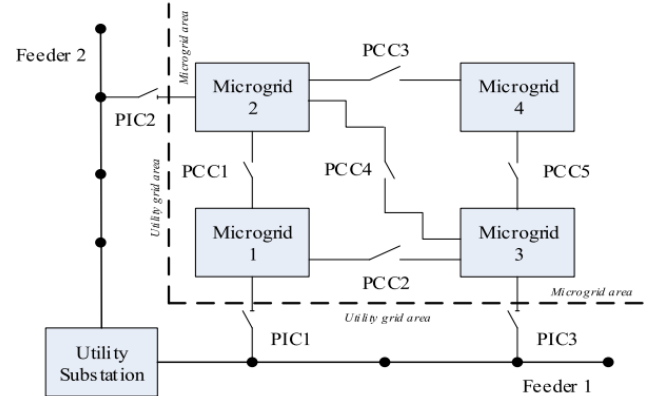 Feeder 2
Microgrid area
PCC3
Microgrid
2
Microgrid
4
PIC2
Utility grid area
PCC1
PCC4
PCC5
Microgrid
1
Microgrid
3
PCC2
Microgrid area
Utility grid area
PIC1
PIC3
Utility
Substation
Feeder 1